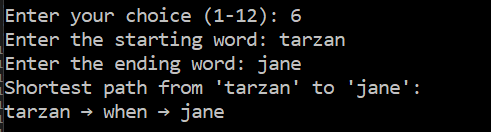 Enter your choice (1-12): 6
Enter the starting word: tarzan
Enter the ending word: jane
Shortest path from 'tarzan' to 'jane':
tarzan → when → jane